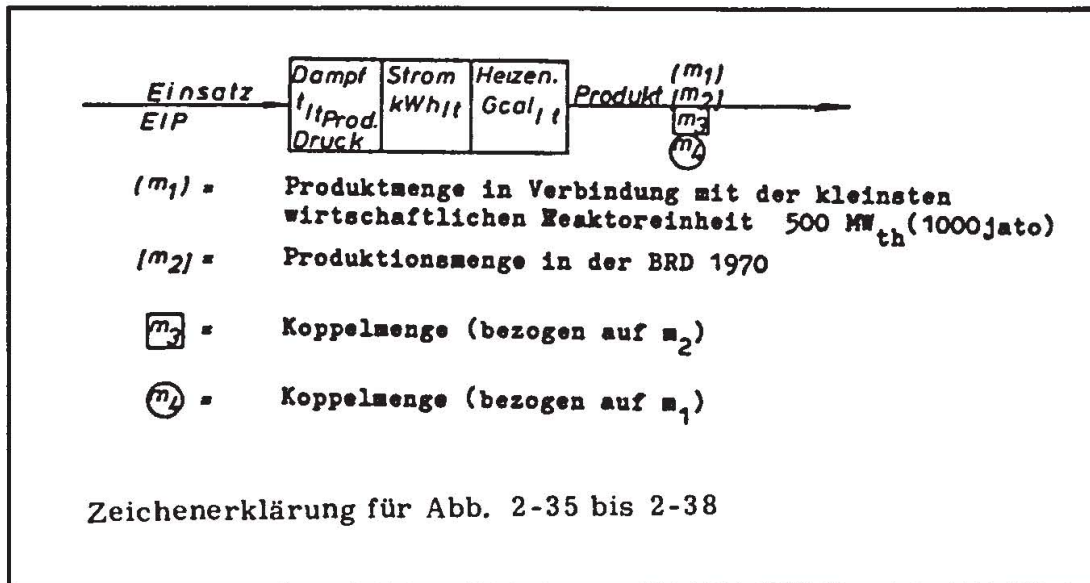 Einsatz
EIP
Dampf
t/tProd.
Druck
Strom
kWh/t
Heizen.
Gcal/t
Produkt
(m1)
[m2]
m3
m4
(m1) = Produktmenge in Verbindung mit der kleinsten
wirtschaftlichen Reaktoreinheit 500 MWth(1000jato)
[m2] = Produktionsmenge in der BRD 1970
m3 = Koppelmenge (bezogen auf m2)
m4 = Koppelmenge (bezogen auf m1)
Zeichenerklärung für Abb. 2-35 bis 2-38